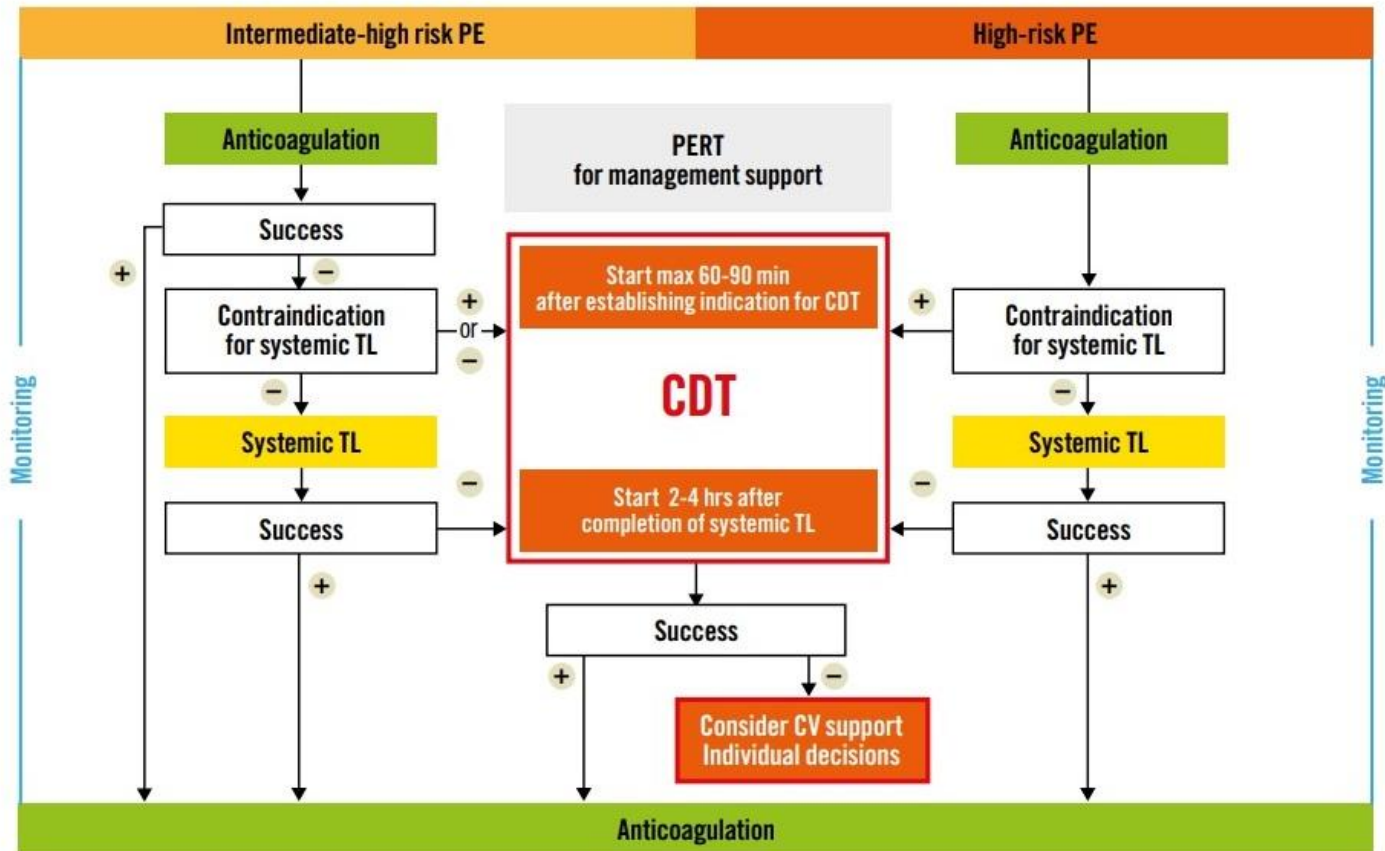 Intermediate-high risk PE
High-risk PE
Anticoagulation
PERT
for management support
Anticoagulation
Success
+
−
Start max 60-90 min
after establishing indication for CDT
Contraindication
for systemic TL
+
or
−
+
Contraindication
for systemic TL
Monitoring
CDT
Monitoring
−
−
Systemic TL
Systemic TL
−
−
Start 2-4 hrs after
completion of systemic TL
Success
Success
+
+
Success
+
−
Consider CV support
Individual decisions
Anticoagulation